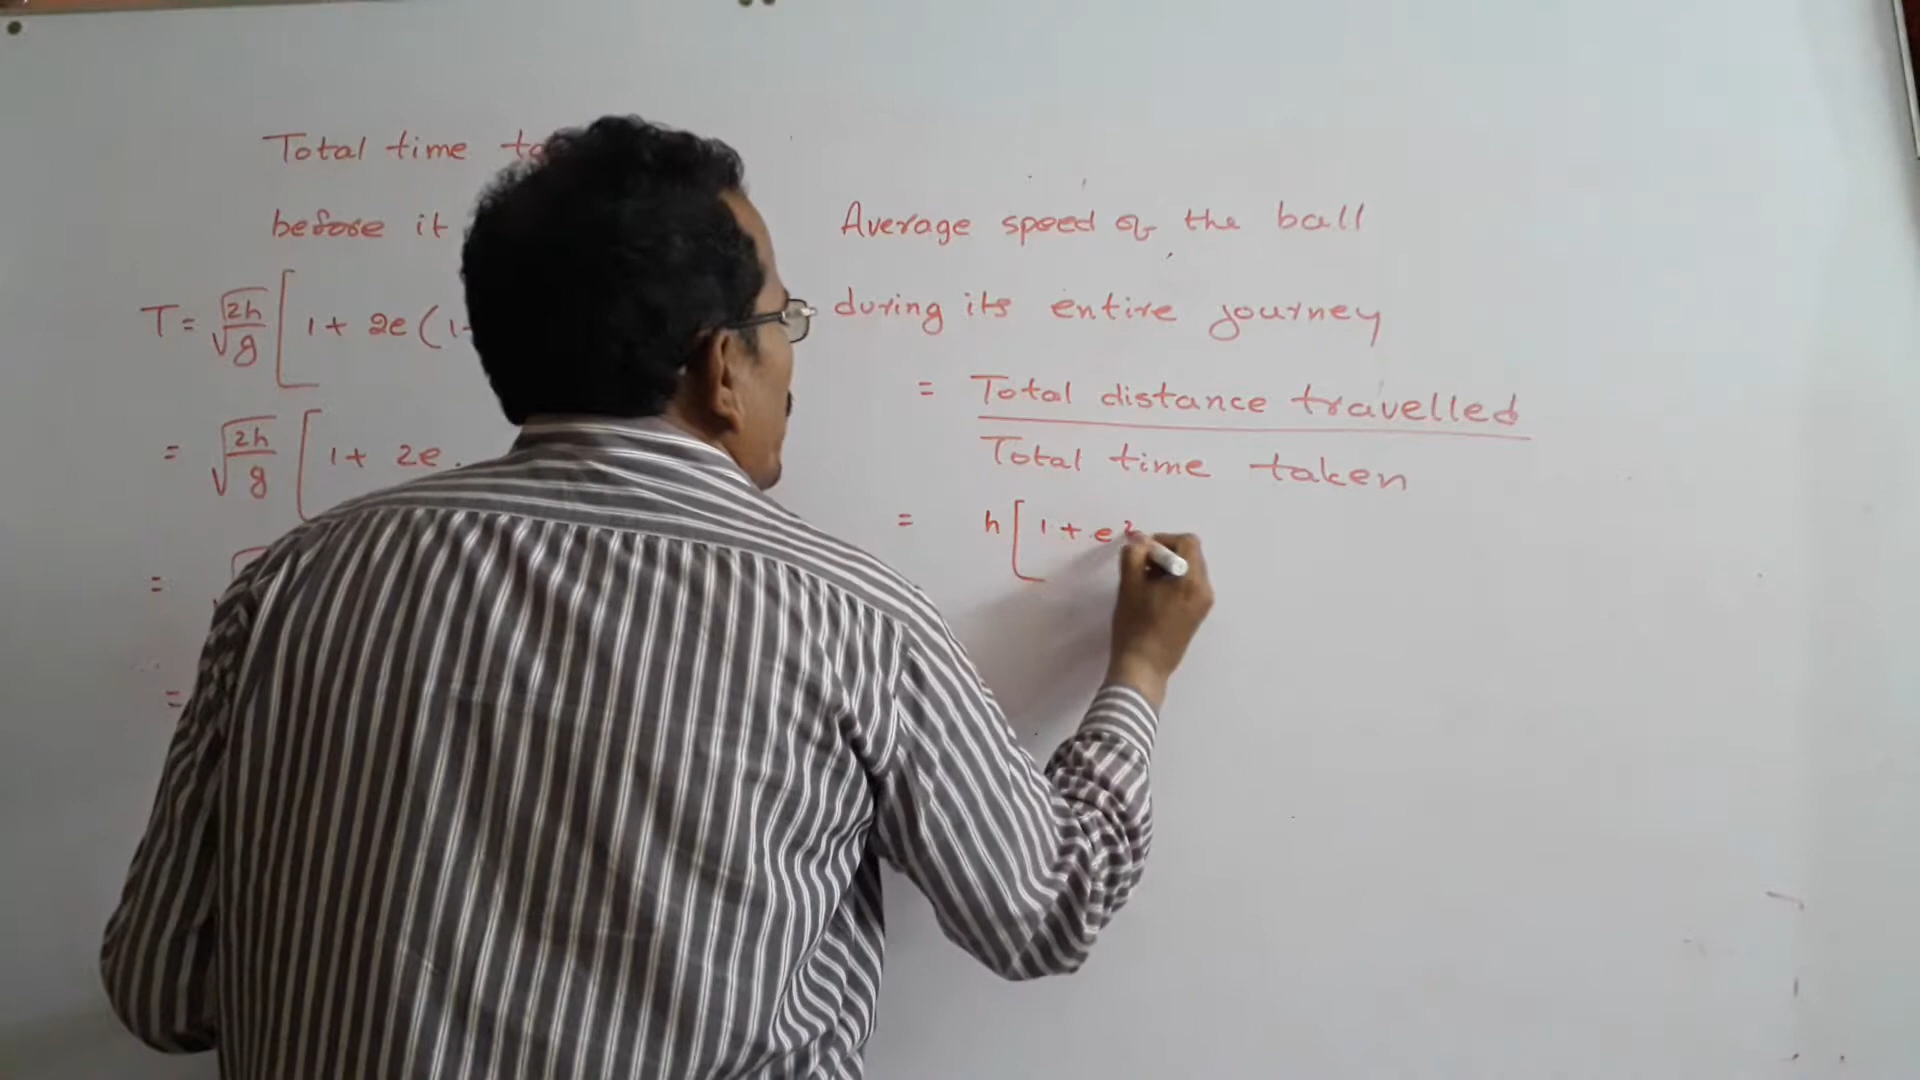 Total time
before it
T = √(2h/g) [ 1 + 2e ( 1
= √(2h/g) [ 1 + 2e
=
=
Average speed of the ball
during its entire journey
= Total distance travelled
Total time taken
= h [ 1 + e²